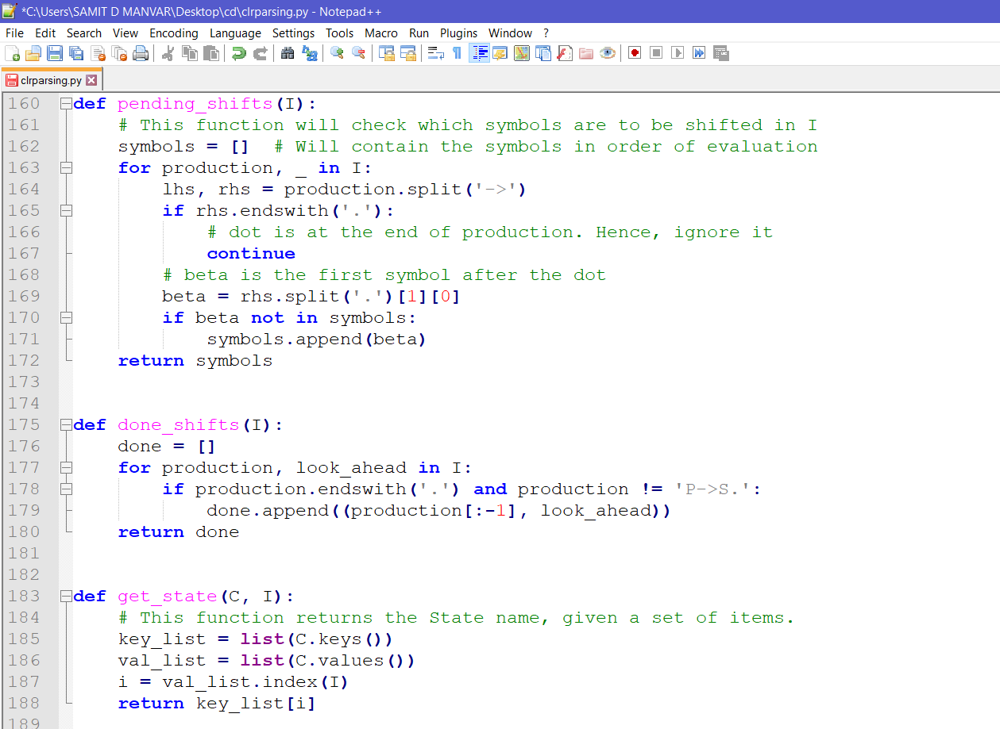 *C:\Users\SAMIT D MANVAR\Desktop\cd\clrparsing.py - Notepad++
File Edit Search View Encoding Language Settings Tools Macro Run Plugins Window ?
clrparsing.py
160 def pending_shifts(I):
161     # This function will check which symbols are to be shifted in I
162     symbols = []  # Will contain the symbols in order of evaluation
163     for production, _ in I:
164         lhs, rhs = production.split('->')
165         if rhs.endswith('.'):
166             # dot is at the end of production. Hence, ignore it
167             continue
168         # beta is the first symbol after the dot
169         beta = rhs.split('.')[1][0]
170         if beta not in symbols:
171             symbols.append(beta)
172     return symbols
173
174
175 def done_shifts(I):
176     done = []
177     for production, look_ahead in I:
178         if production.endswith('.') and production != 'P->S.':
179             done.append((production[:-1], look_ahead))
180     return done
181
182
183 def get_state(C, I):
184     # This function returns the State name, given a set of items.
185     key_list = list(C.keys())
186     val_list = list(C.values())
187     i = val_list.index(I)
188     return key_list[i]
189